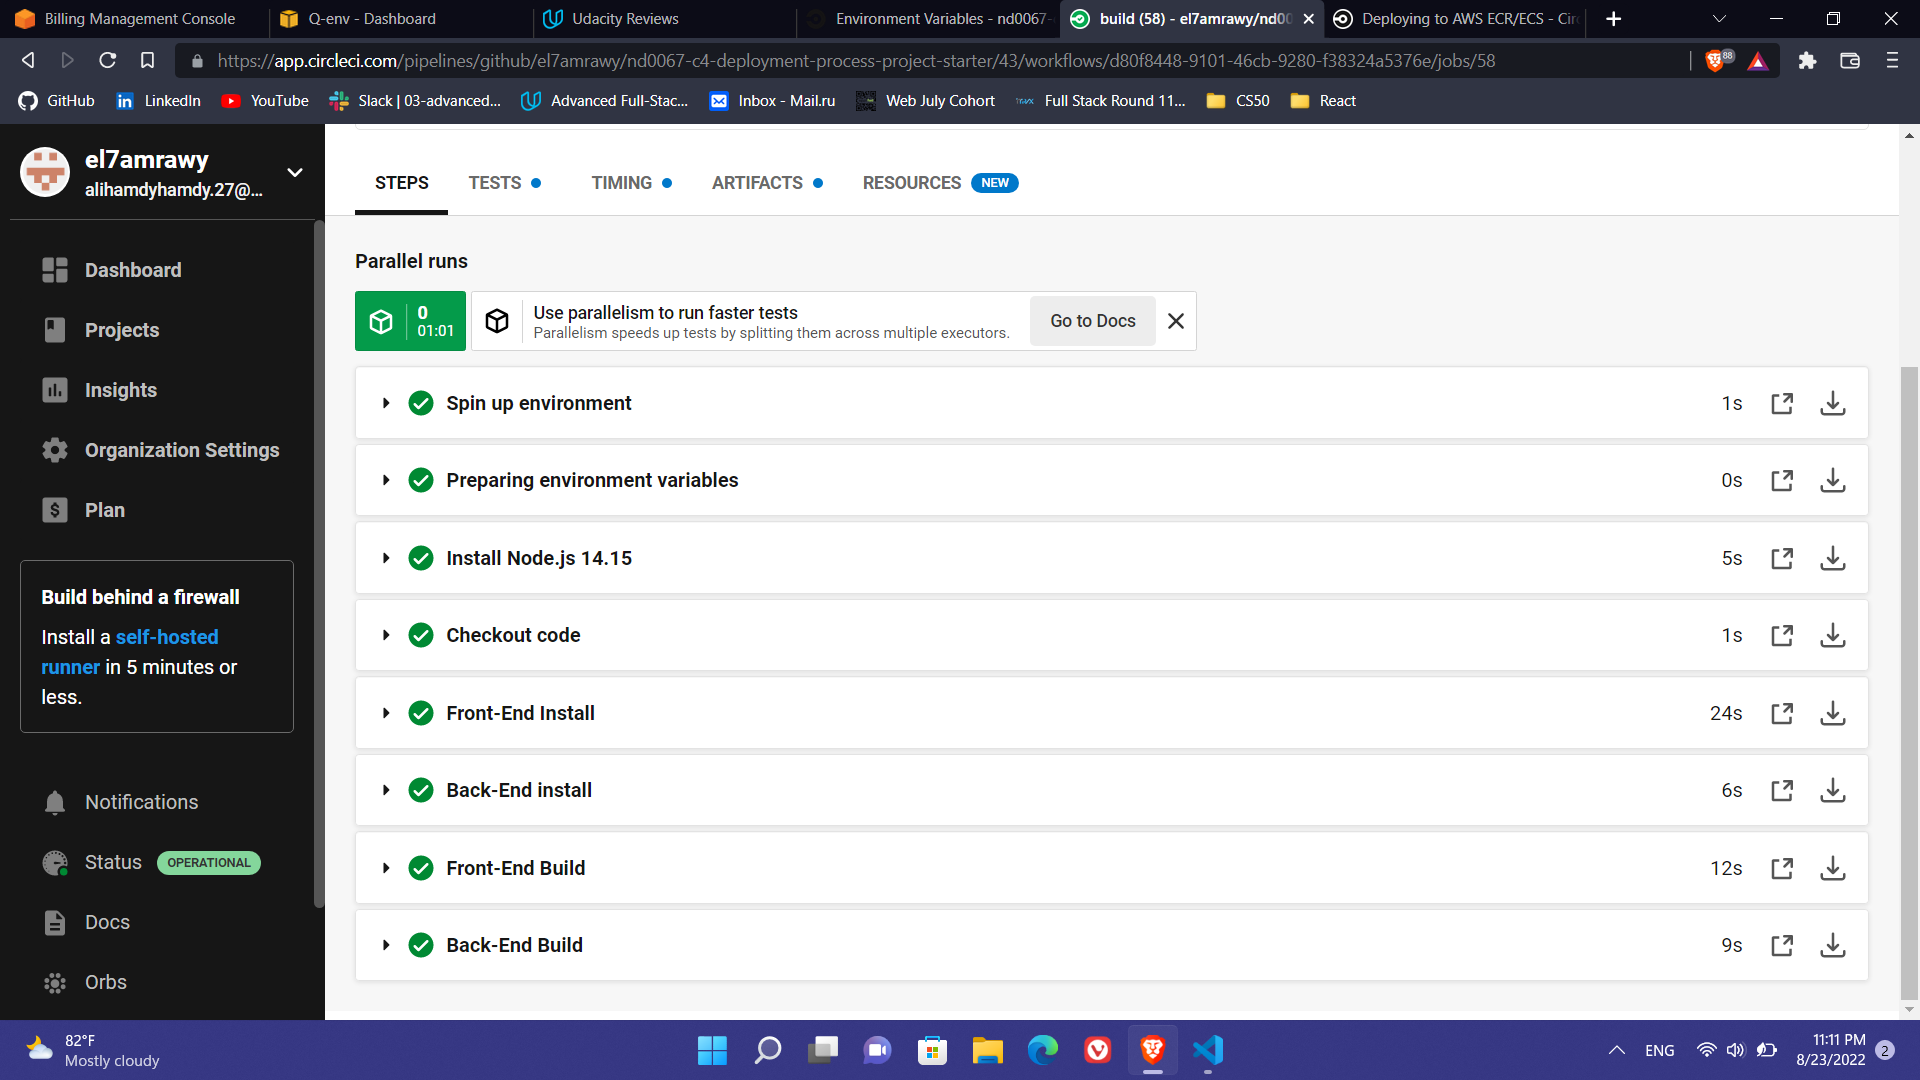 Billing Management Console
Q-env - Dashboard
Udacity Reviews
Environment Variables - nd0067-
build (58) - el7amrawy/nd00
Deploying to AWS ECR/ECS - Cir
https://app.circleci.com/pipelines/github/el7amrawy/nd0067-c4-deployment-process-project-starter/43/workflows/d80f8448-9101-46cb-9280-f38324a5376e/jobs/58
88
GitHub
LinkedIn
YouTube
Slack | 03-advanced...
Advanced Full-Stac...
Inbox - Mail.ru
Web July Cohort
Full Stack Round 11...
CS50
React
el7amrawy
alihamdyhamdy.27@...
Dashboard
Projects
Insights
Organization Settings
Plan
Build behind a firewall
Install a self-hosted
runner in 5 minutes or
less.
Notifications
Status OPERATIONAL
Docs
Orbs
STEPS
TESTS
TIMING
ARTIFACTS
RESOURCES NEW
Parallel runs
0
01:01
Use parallelism to run faster tests
Parallelism speeds up tests by splitting them across multiple executors.
Go to Docs
Spin up environment 1s
Preparing environment variables 0s
Install Node.js 14.15 5s
Checkout code 1s
Front-End Install 24s
Back-End install 6s
Front-End Build 12s
Back-End Build 9s
82°F
Mostly cloudy
ENG
11:11 PM
8/23/2022
2